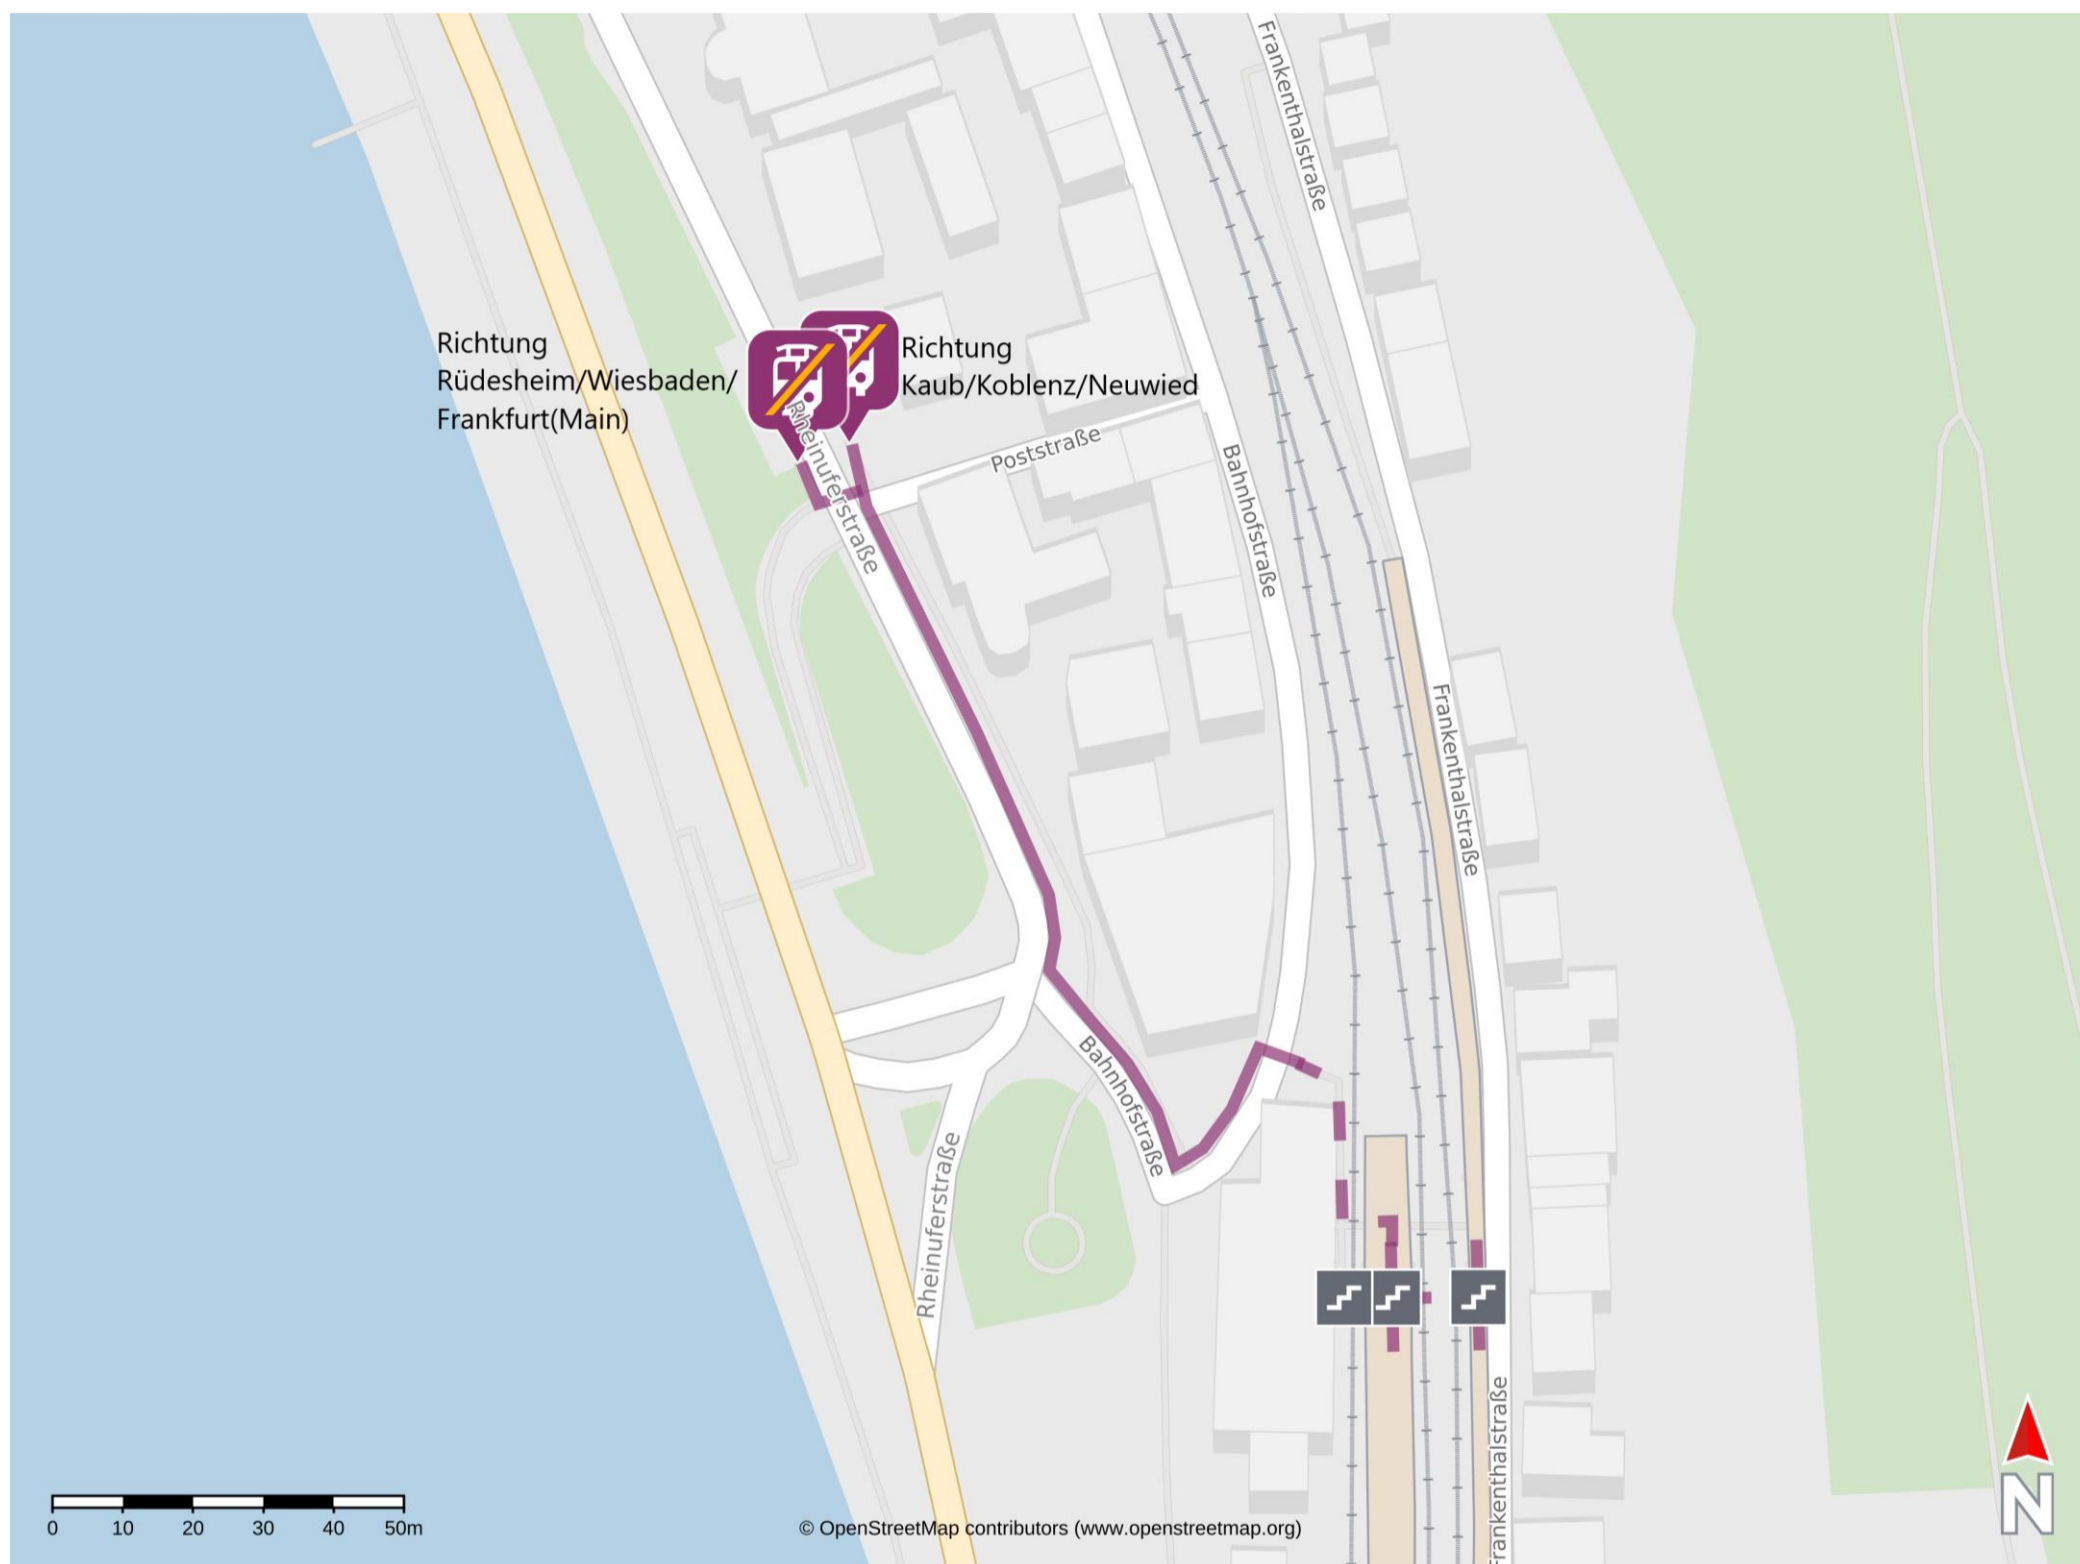 Frankenthalstraße
Richtung
Rüdesheim/Wiesbaden/
Frankfurt(Main)
Richtung
Kaub/Koblenz/Neuwied
Rheinuferstraße
Poststraße
Bahnhofstraße
Frankenthalstraße
Bahnhofstraße
Rheinuferstraße
Frankenthalstraße
N
0 10 20 30 40 50m
© OpenStreetMap contributors (www.openstreetmap.org)